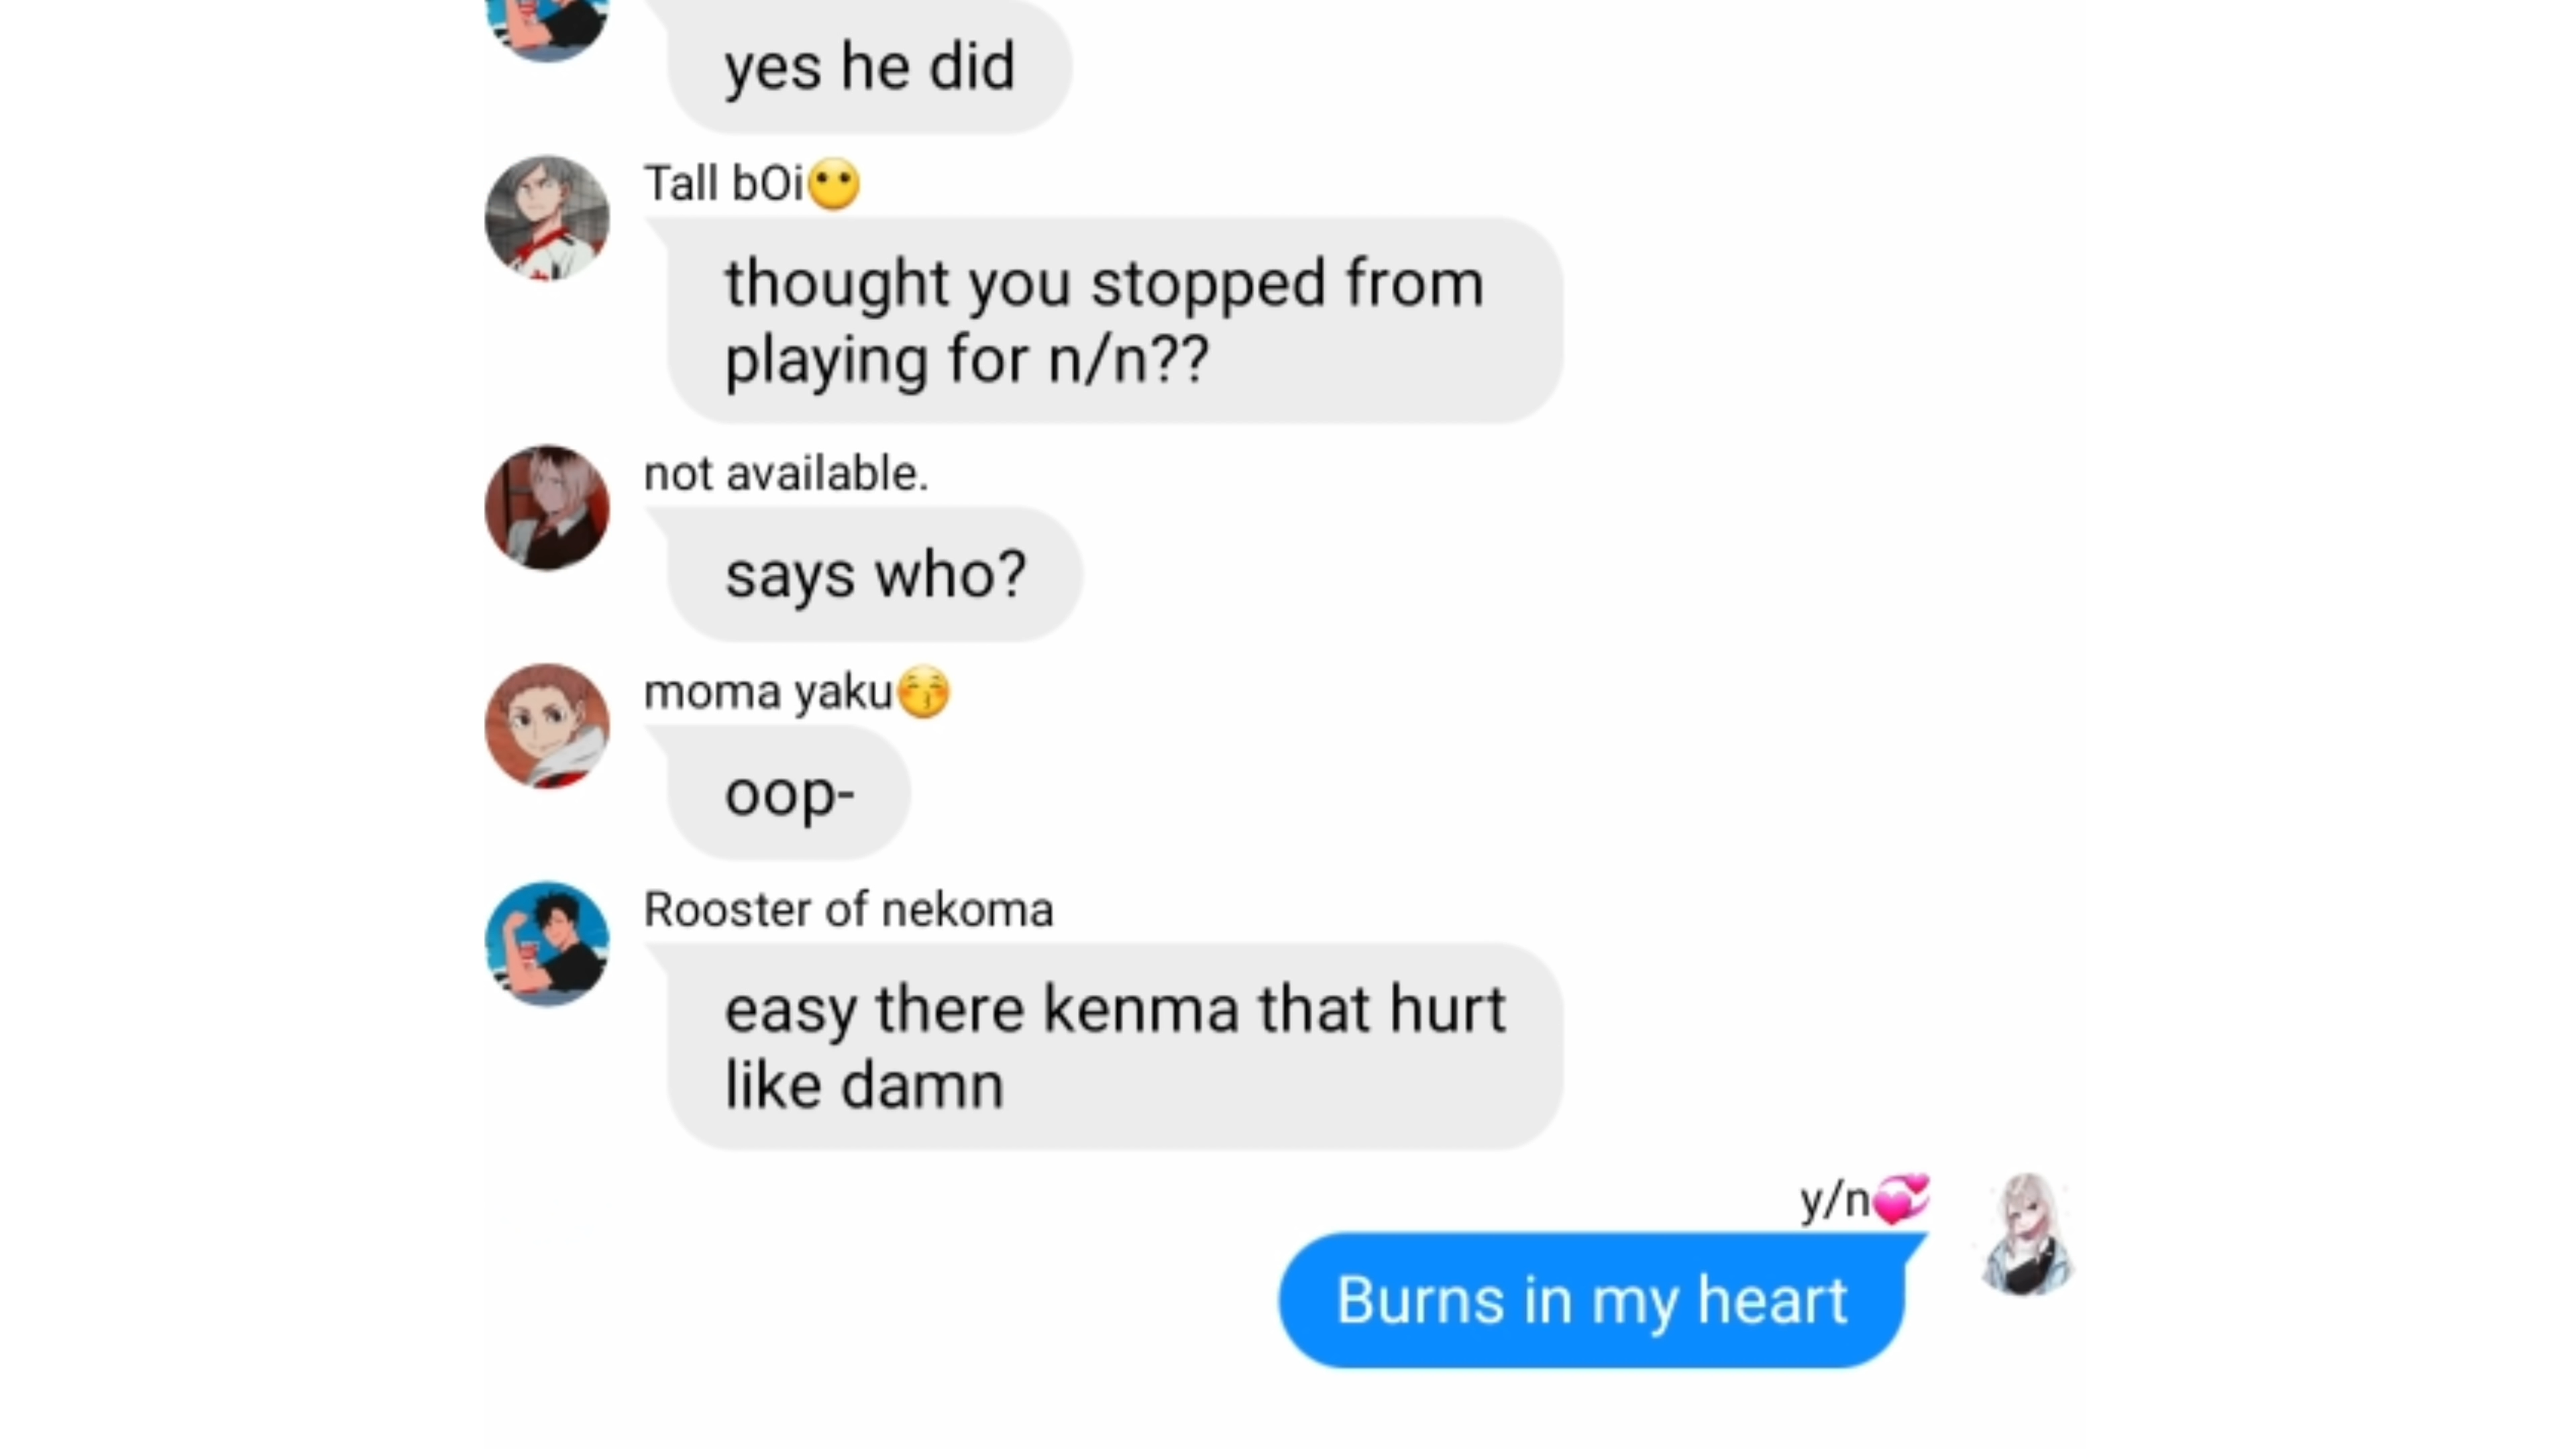 yes he did
Tall bOi😶
thought you stopped from
playing for n/n??
not available.
says who?
moma yaku😚
oop-
Rooster of nekoma
easy there kenma that hurt
like damn
y/n💞
Burns in my heart